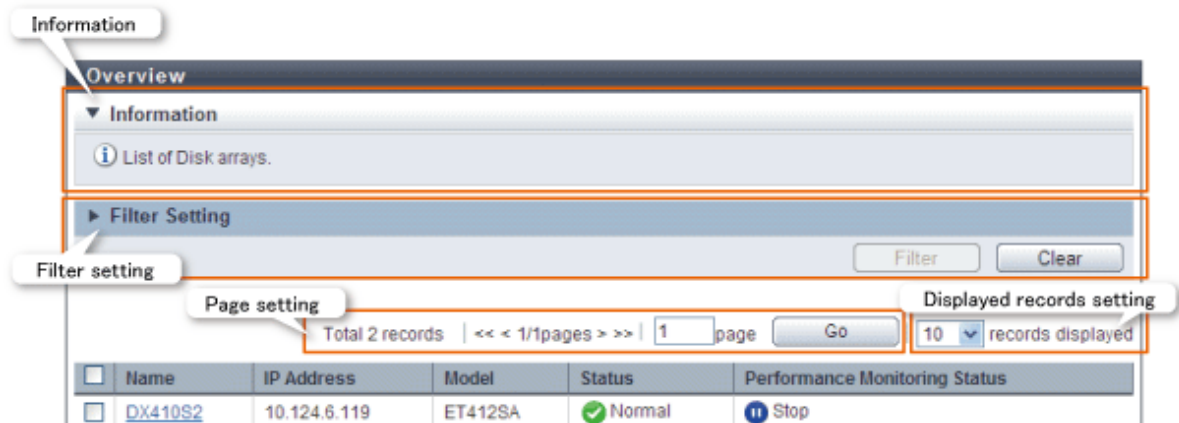 Information
Overview
▼ Information
List of Disk arrays.
▶ Filter Setting
Filter Clear
Filter setting
Page setting
Displayed records setting
Total 2 records | << < 1/1pages > >> | 1 page Go | 10 records displayed
Name IP Address Model Status Performance Monitoring Status
DX410S2 10.124.6.119 ET412SA Normal Stop